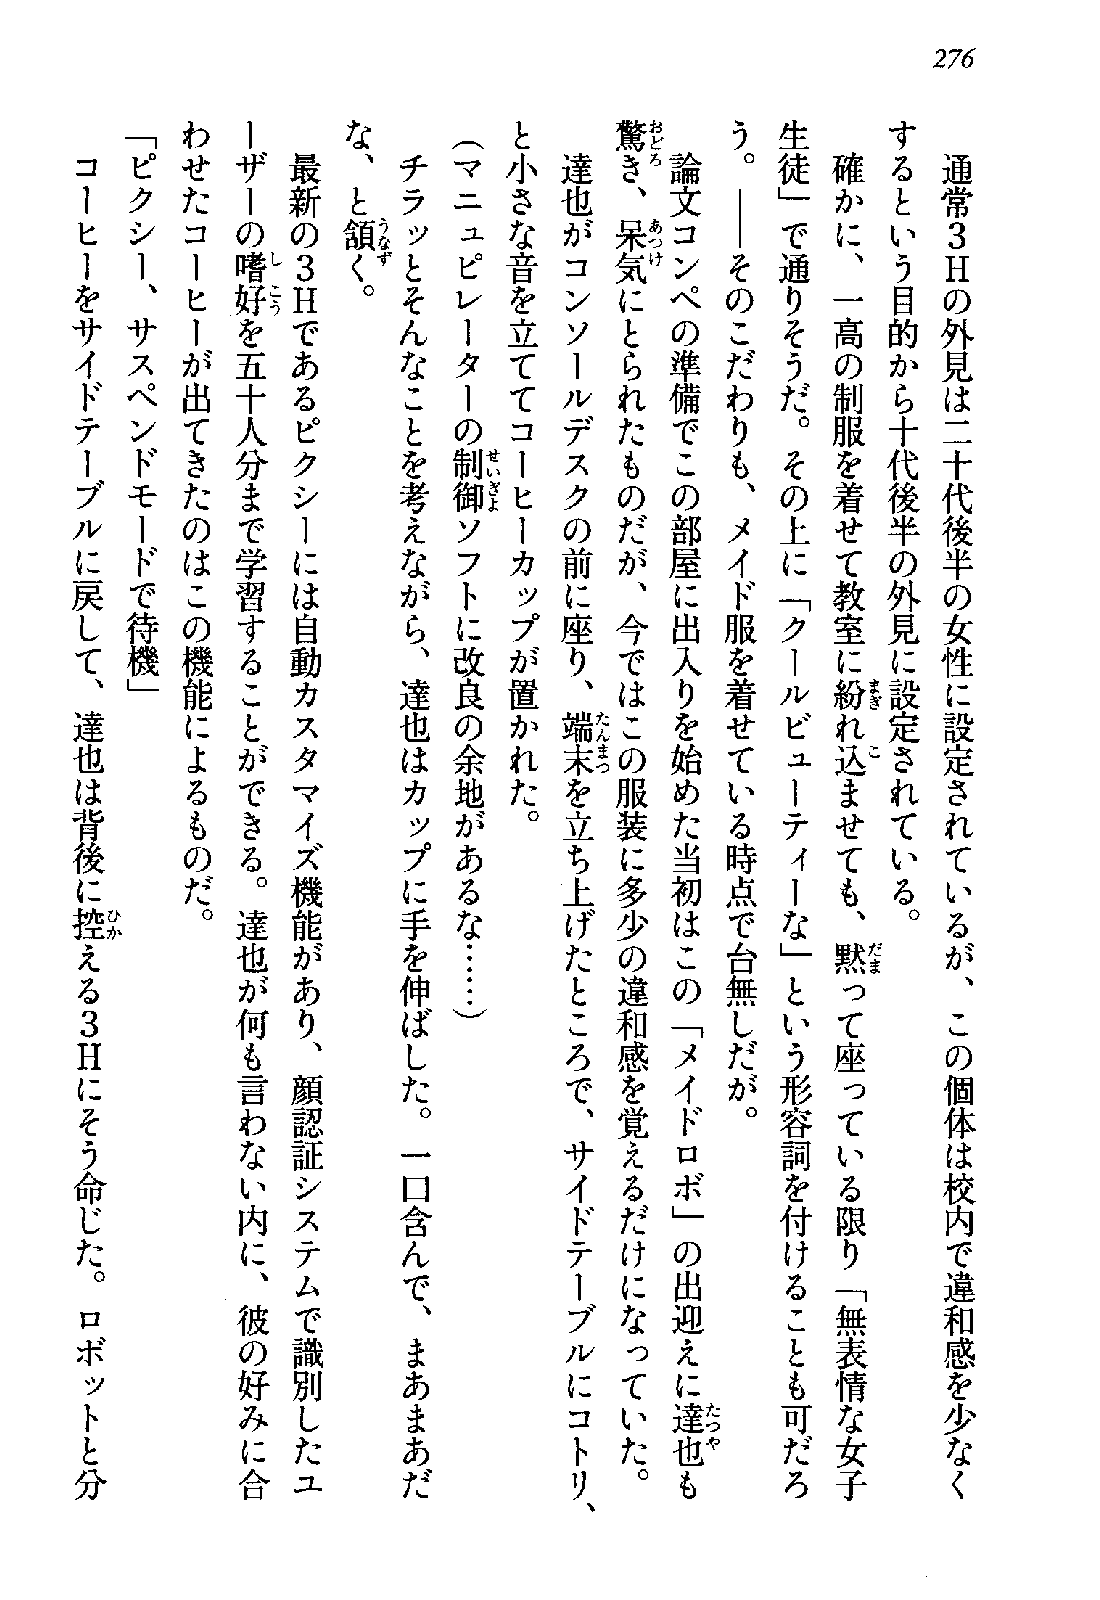 276
　通常３Ｈの外見は二十代後半の女性に設定されているが、この個体は校内で違和感を少なく
するという目的から十代後半の外見に設定されている。
　確かに、一高の制服を着せて教室に紛れ込ませても、黙って座っている限り「無表情な女子
生徒」で通りそうだ。その上に「クールビューティーな」という形容詞を付けることも可だろ
う。――そのこだわりも、メイド服を着せている時点で台無しだが。
　論文コンペの準備でこの部屋に出入りを始めた当初はこの「メイドロボ」の出迎えに達也も
驚き、呆気にとられたものだが、今ではこの服装に多少の違和感を覚えるだけになっていた。
　達也がコンソールデスクの前に座り、端末を立ち上げたところで、サイドテーブルにコトリ、
と小さな音を立ててコーヒーカップが置かれた。
（マニュピレーターの制御ソフトに改良の余地があるな……）
　チラッとそんなことを考えながら、達也はカップに手を伸ばした。一口含んで、まあまあだ
な、と頷く。
　最新の３Ｈであるピクシーには自動カスタマイズ機能があり、顔認証システムで識別したユ
ーザーの嗜好を五十人分まで学習することができる。達也が何も言わない内に、彼の好みに合
わせたコーヒーが出てきたのはこの機能によるものだ。
「ピクシー、サスペンドモードで待機」
　コーヒーをサイドテーブルに戻して、達也は背後に控える３Ｈにそう命じた。ロボットと分